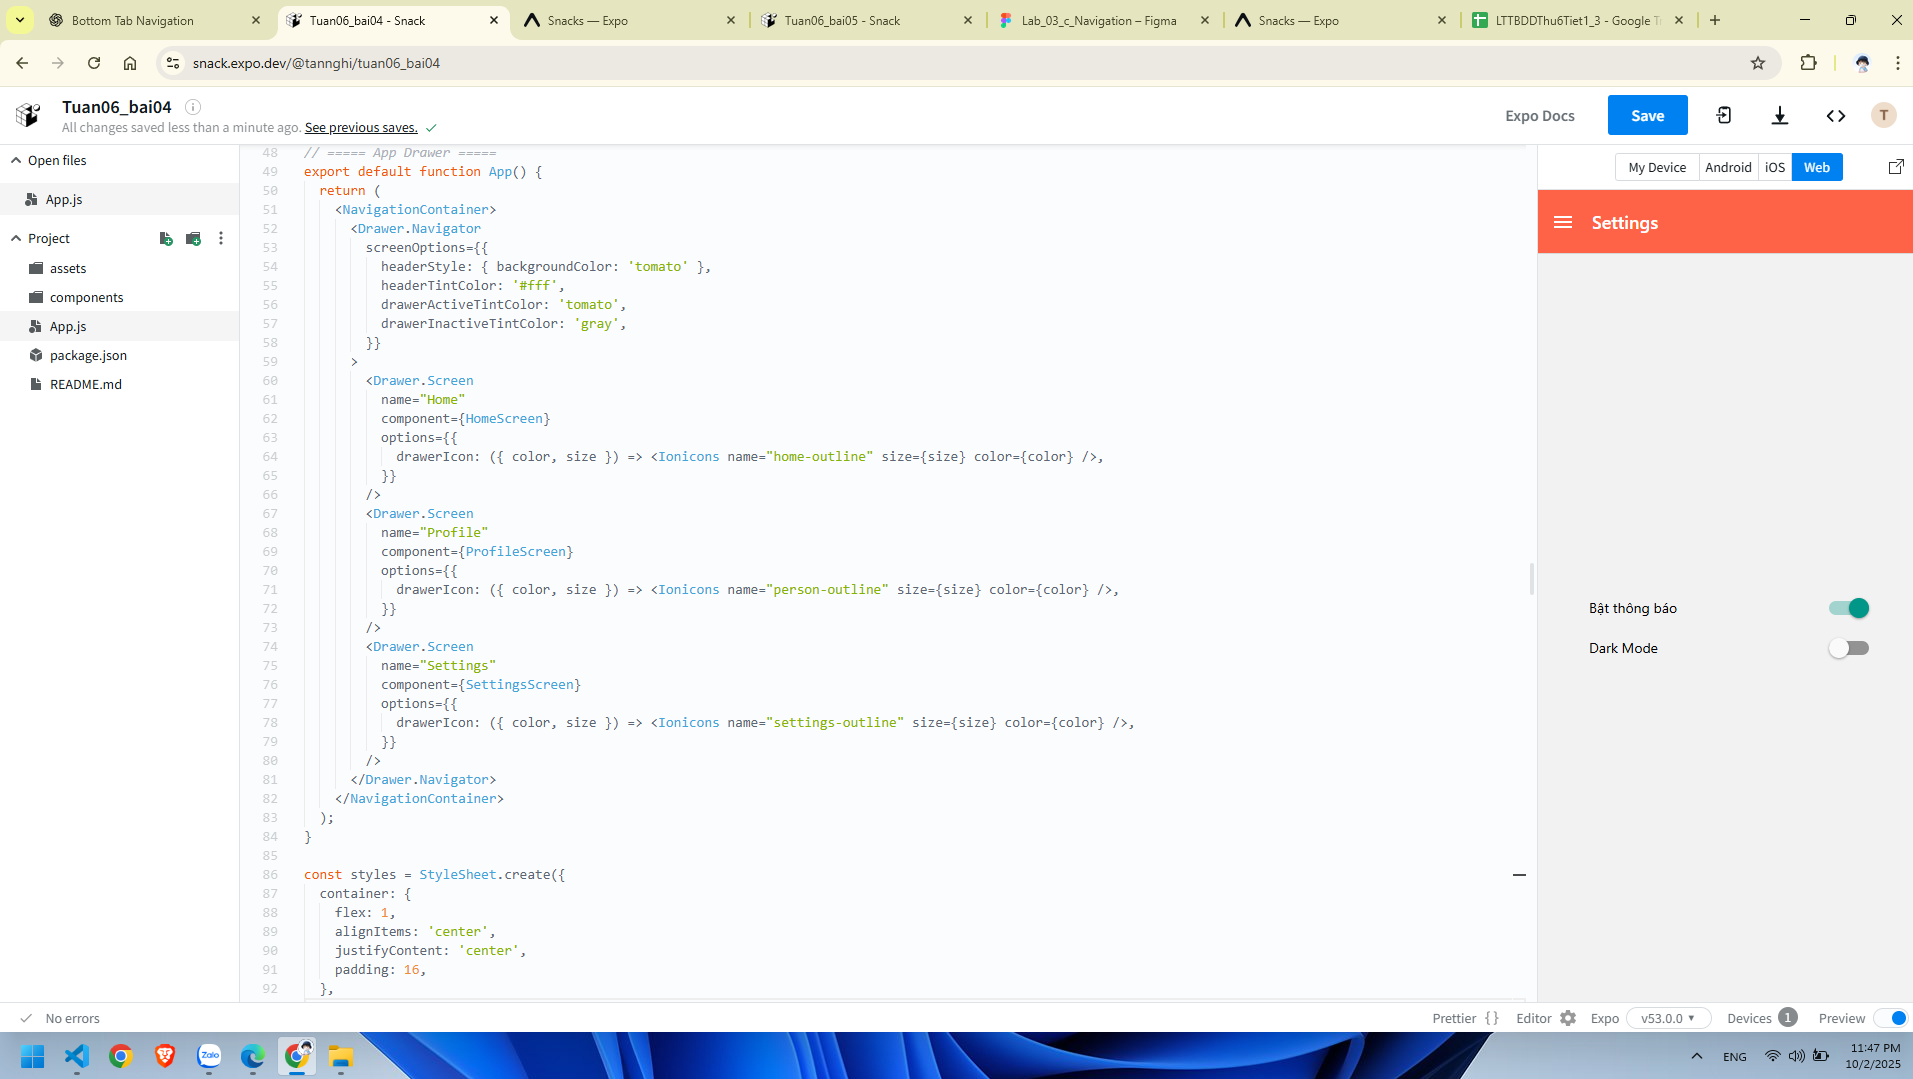 Bottom Tab Navigation
Tuan06_bai04 - Snack
Snacks — Expo
Tuan06_bai05 - Snack
Lab_03_c_Navigation – Figma
Snacks — Expo
LTTBDDThu6Tiet1_3 - Google T
snack.expo.dev/@tannghi/tuan06_bai04
Tuan06_bai04
All changes saved less than a minute ago. See previous saves.
Expo Docs
Save
T
Open files
App.js
Project
assets
components
App.js
package.json
README.md
48 // ===== App Drawer =====
49 export default function App() {
50 return (
51 <NavigationContainer>
52 <Drawer.Navigator
53 screenOptions={{
54 headerStyle: { backgroundColor: 'tomato' },
55 headerTintColor: '#fff',
56 drawerActiveTintColor: 'tomato',
57 drawerInactiveTintColor: 'gray',
58 }}
59 >
60 <Drawer.Screen
61 name="Home"
62 component={HomeScreen}
63 options={{
64 drawerIcon: ({ color, size }) => <Ionicons name="home-outline" size={size} color={color} />,
65 }}
66 />
67 <Drawer.Screen
68 name="Profile"
69 component={ProfileScreen}
70 options={{
71 drawerIcon: ({ color, size }) => <Ionicons name="person-outline" size={size} color={color} />,
72 }}
73 />
74 <Drawer.Screen
75 name="Settings"
76 component={SettingsScreen}
77 options={{
78 drawerIcon: ({ color, size }) => <Ionicons name="settings-outline" size={size} color={color} />,
79 }}
80 />
81 </Drawer.Navigator>
82 </NavigationContainer>
83 );
84 }
85
86 const styles = StyleSheet.create({
87 container: {
88 flex: 1,
89 alignItems: 'center',
90 justifyContent: 'center',
91 padding: 16,
92 },
My Device
Android
iOS
Web
Settings
Bật thông báo
Dark Mode
No errors
Prettier { }
Editor
Expo
v53.0.0
Devices 1
Preview
Zalo
ENG
11:47 PM
10/2/2025